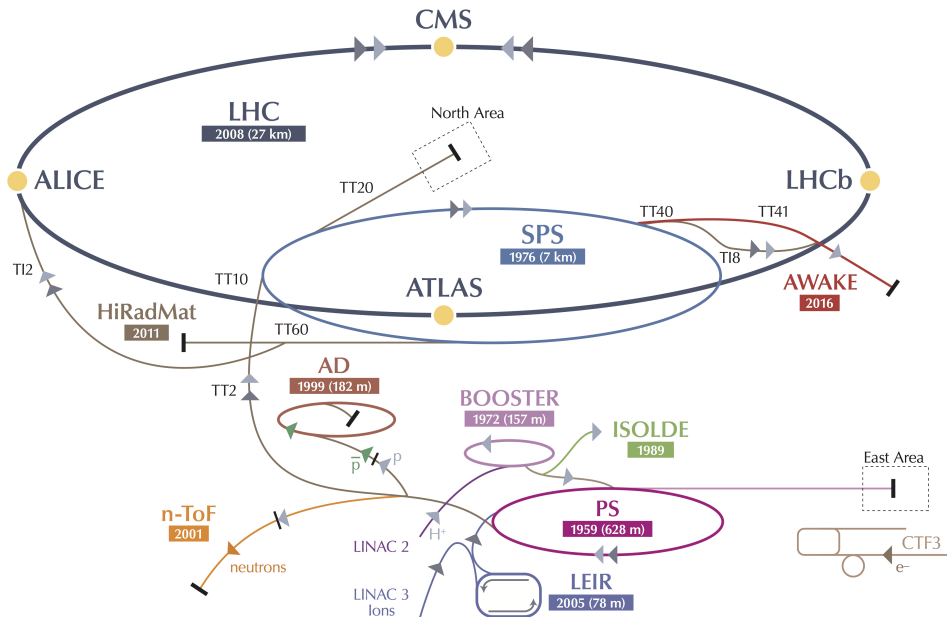 CMS
LHC
2008 (27 km)
North Area
ALICE
TT20
LHCb
TT40
TT41
SPS
1976 (7 km)
TI8
TI2
TT10
ATLAS
AWAKE
2016
HiRadMat
2011
TT60
AD
1999 (182 m)
TT2
BOOSTER
1972 (157 m)
ISOLDE
1989
p
p
East Area
n-ToF
2001
PS
1959 (628 m)
H+
LINAC 2
neutrons
CTF3
e–
LEIR
2005 (78 m)
LINAC 3
Ions